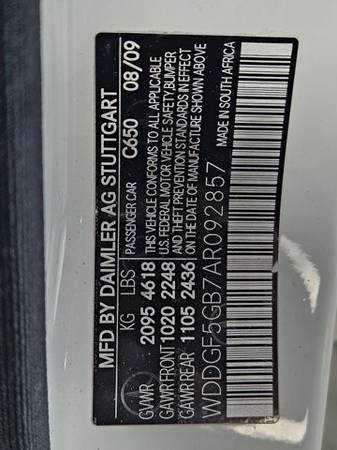 MFD BY DAIMLER AG STUTTGART
PASSENGER CAR C650 08/09
KG LBS
GVWR 2095 4618
GAWR FRONT 1020 2248
GAWR REAR 1105 2436
THIS VEHICLE CONFORMS TO ALL APPLICABLE
U.S. FEDERAL MOTOR VEHICLE SAFETY,BUMPER
AND THEFT PREVENTION STANDARDS IN EFFECT
ON THE DATE OF MANUFACTURE SHOWN ABOVE
WDDGF5GB7AR092857
MADE IN SOUTH AFRICA